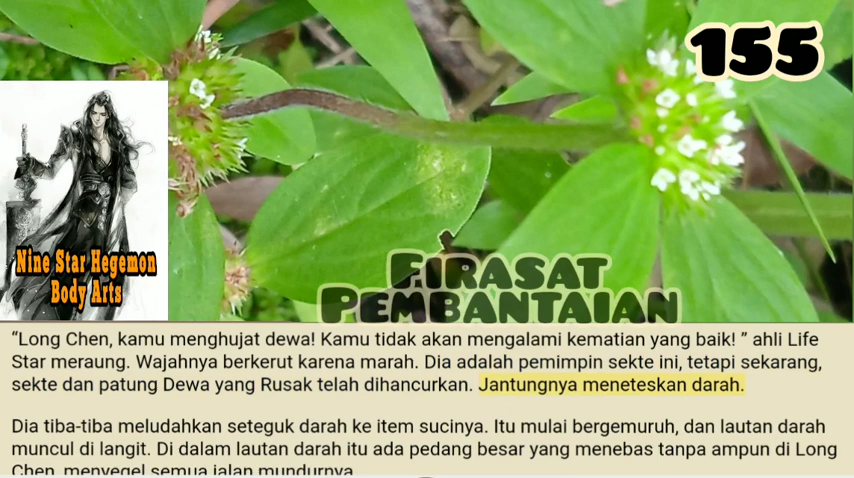 155
Nine Star Hegemon
Body Arts
FIRASAT
PEMBANTAIAN
“Long Chen, kamu menghujat dewa! Kamu tidak akan mengalami kematian yang baik! ” ahli Life
Star meraung. Wajahnya berkerut karena marah. Dia adalah pemimpin sekte ini, tetapi sekarang,
sekte dan patung Dewa yang Rusak telah dihancurkan. Jantungnya meneteskan darah.
Dia tiba-tiba meludahkan seteguk darah ke item sucinya. Itu mulai bergemuruh, dan lautan darah
muncul di langit. Di dalam lautan darah itu ada pedang besar yang menebas tanpa ampun di Long
Chen, menyegel semua jalan mundurnya.